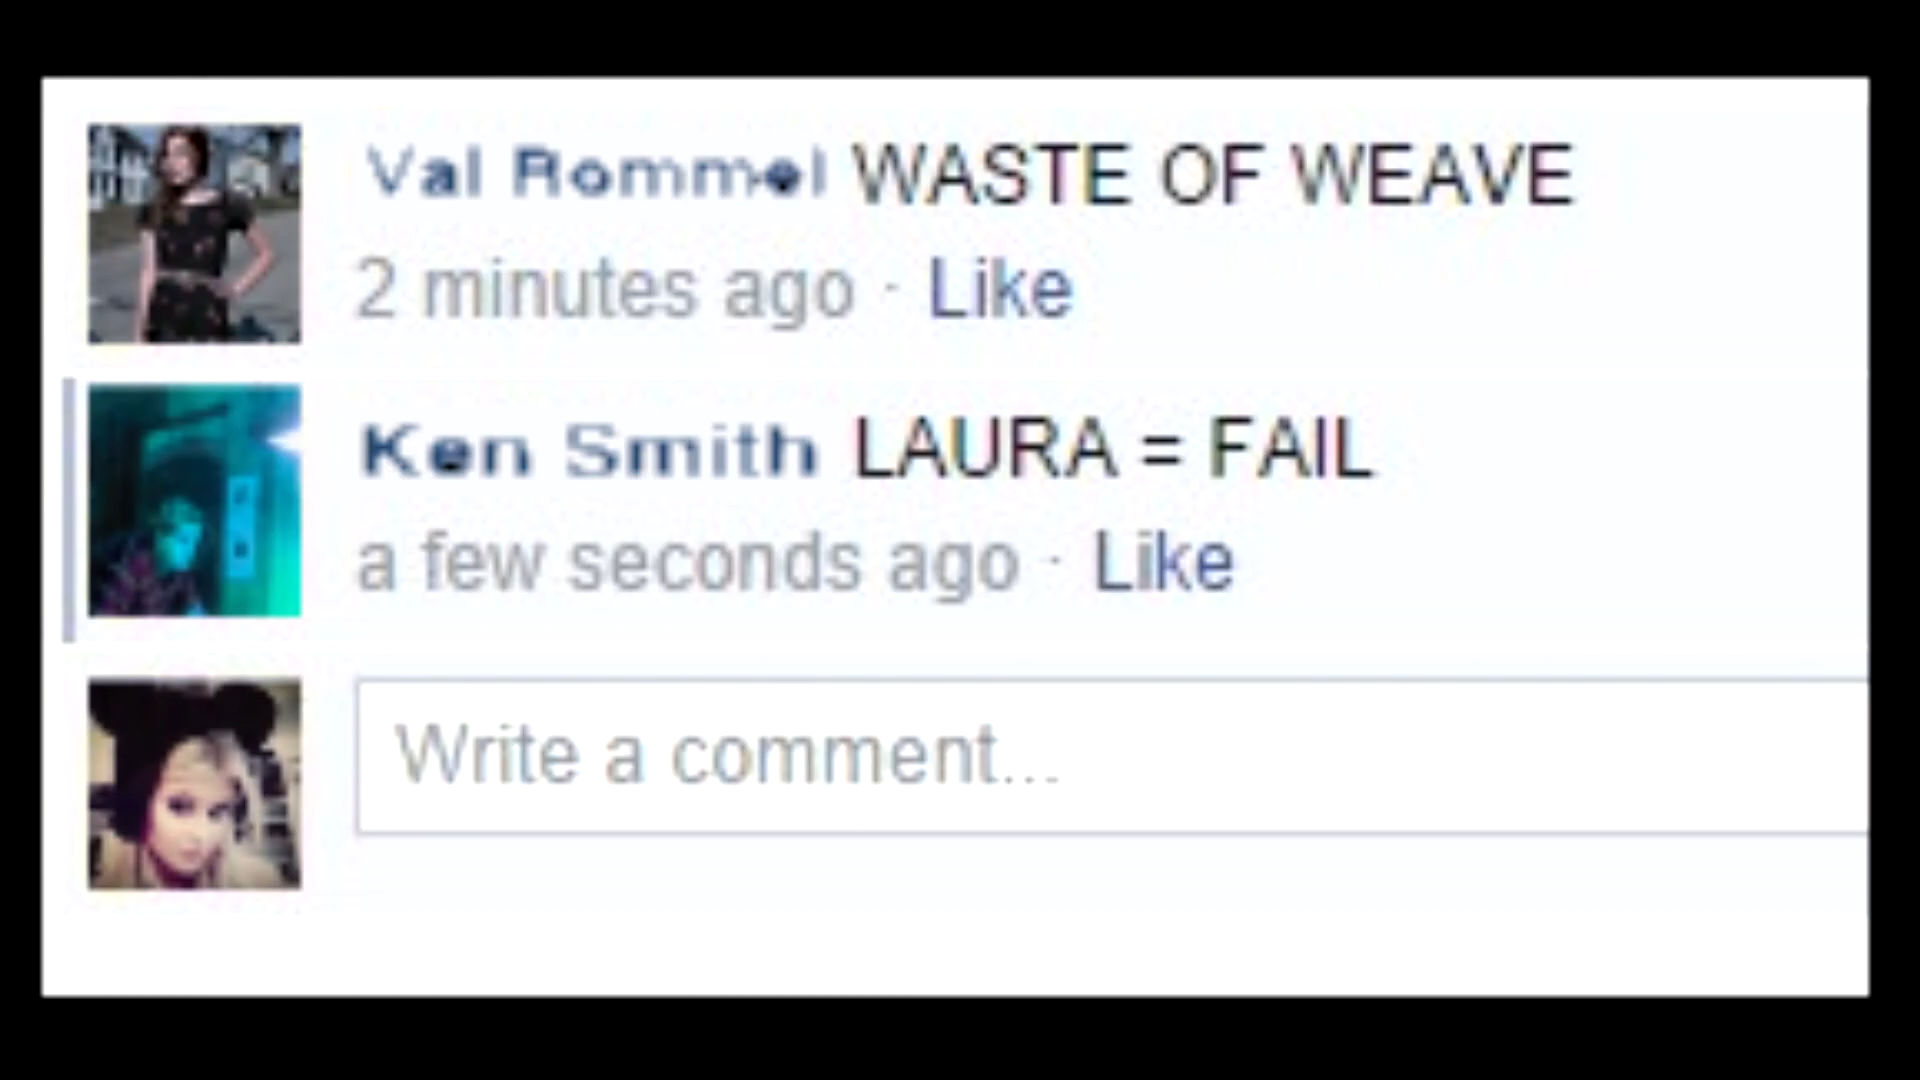 Val Rommel WASTE OF WEAVE
2 minutes ago · Like
Ken Smith LAURA = FAIL
a few seconds ago · Like
Write a comment...